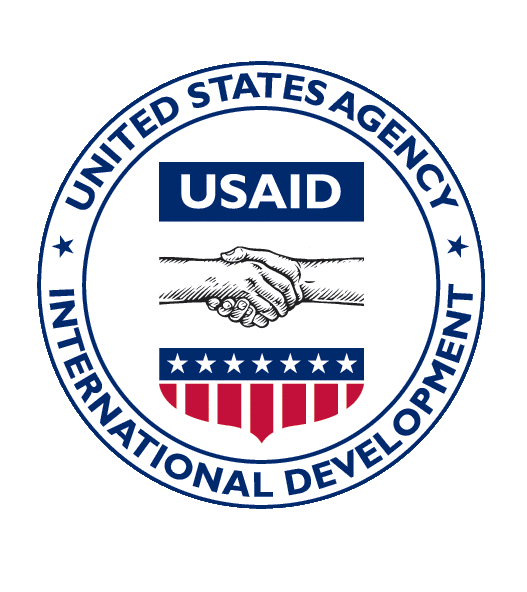 UNITED STATES AGENCY
USAID
INTERNATIONAL DEVELOPMENT